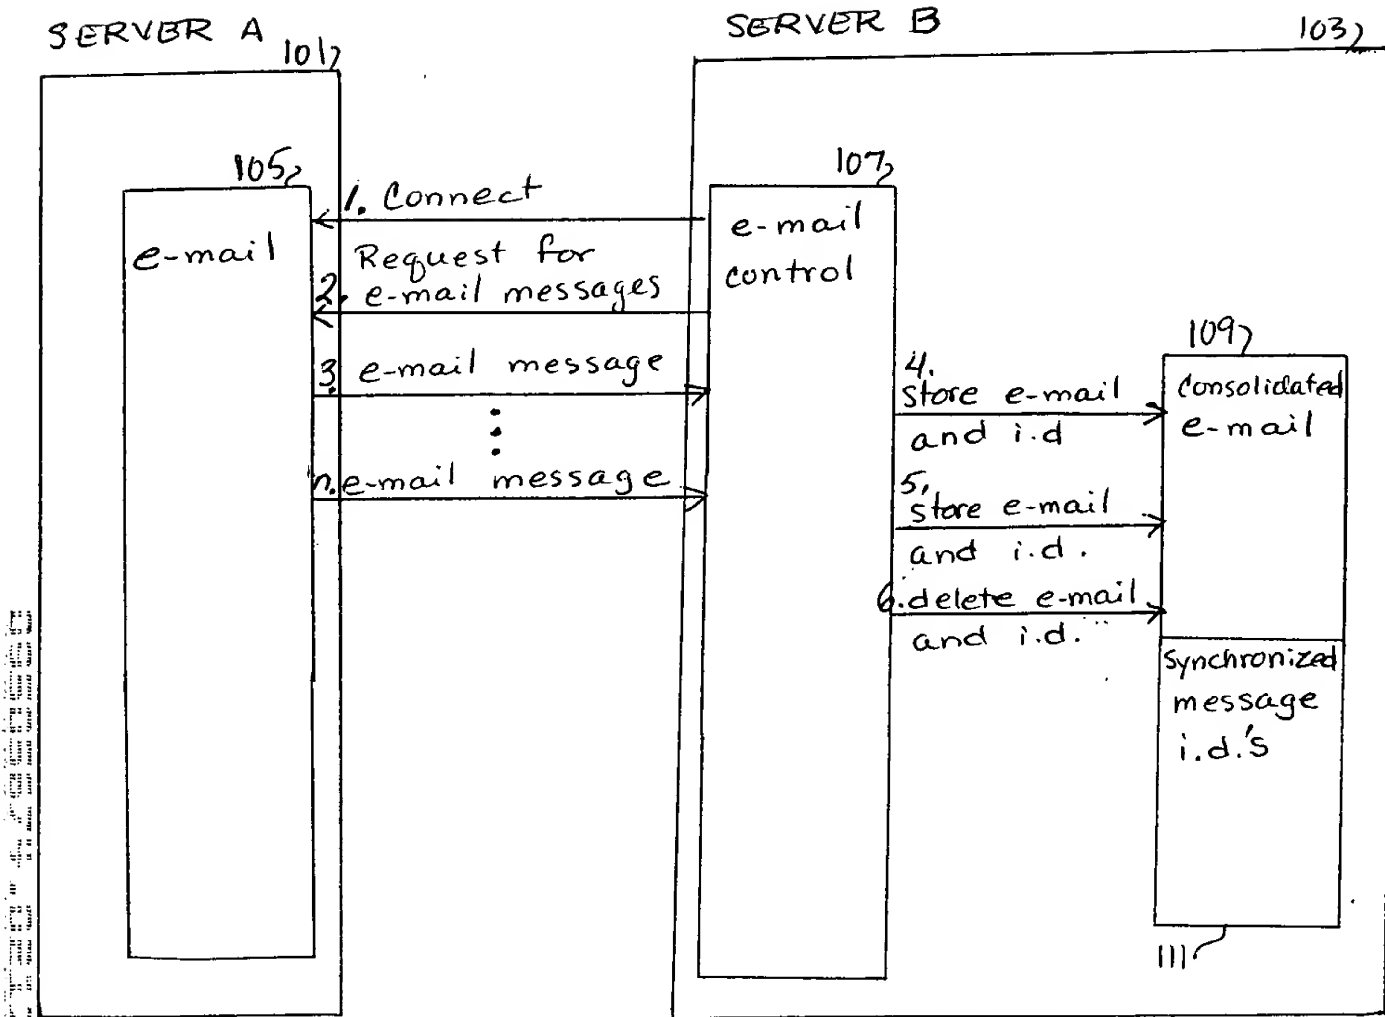 SERVER A
101
SERVER B
103
105
e-mail
1. Connect
Request for
2. e-mail messages
3. e-mail message
n. e-mail message
107
e-mail
control
4.
store e-mail
and i.d
5.
store e-mail
and i.d.
6. delete e-mail
and i.d.
109
Consolidated
e-mail
Synchronized
message
i.d.'s
111